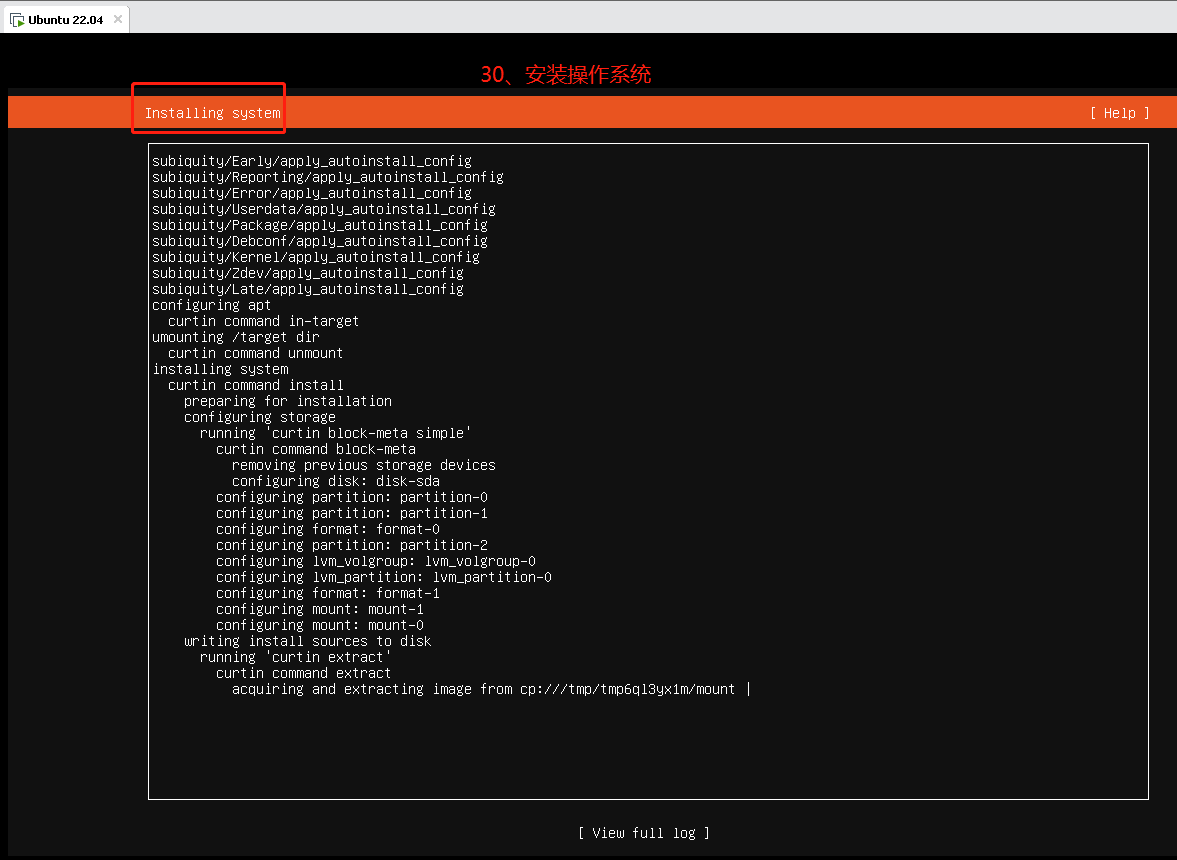 Ubuntu 22.04
30、安装操作系统
Installing system
[ Help ]
subiquity/Early/apply_autoinstall_config
subiquity/Reporting/apply_autoinstall_config
subiquity/Error/apply_autoinstall_config
subiquity/Userdata/apply_autoinstall_config
subiquity/Package/apply_autoinstall_config
subiquity/Debconf/apply_autoinstall_config
subiquity/Kernel/apply_autoinstall_config
subiquity/Zdev/apply_autoinstall_config
subiquity/Late/apply_autoinstall_config
configuring apt
curtin command in-target
umounting /target dir
curtin command unmount
installing system
curtin command install
preparing for installation
configuring storage
running 'curtin block-meta simple'
curtin command block-meta
removing previous storage devices
configuring disk: disk-sda
configuring partition: partition-0
configuring partition: partition-1
configuring format: format-0
configuring partition: partition-2
configuring lvm_volgroup: lvm_volgroup-0
configuring lvm_partition: lvm_partition-0
configuring format: format-1
configuring mount: mount-1
configuring mount: mount-0
writing install sources to disk
running 'curtin extract'
curtin command extract
acquiring and extracting image from cp:///tmp/tmp6ql3yx1m/mount |
[ View full log ]